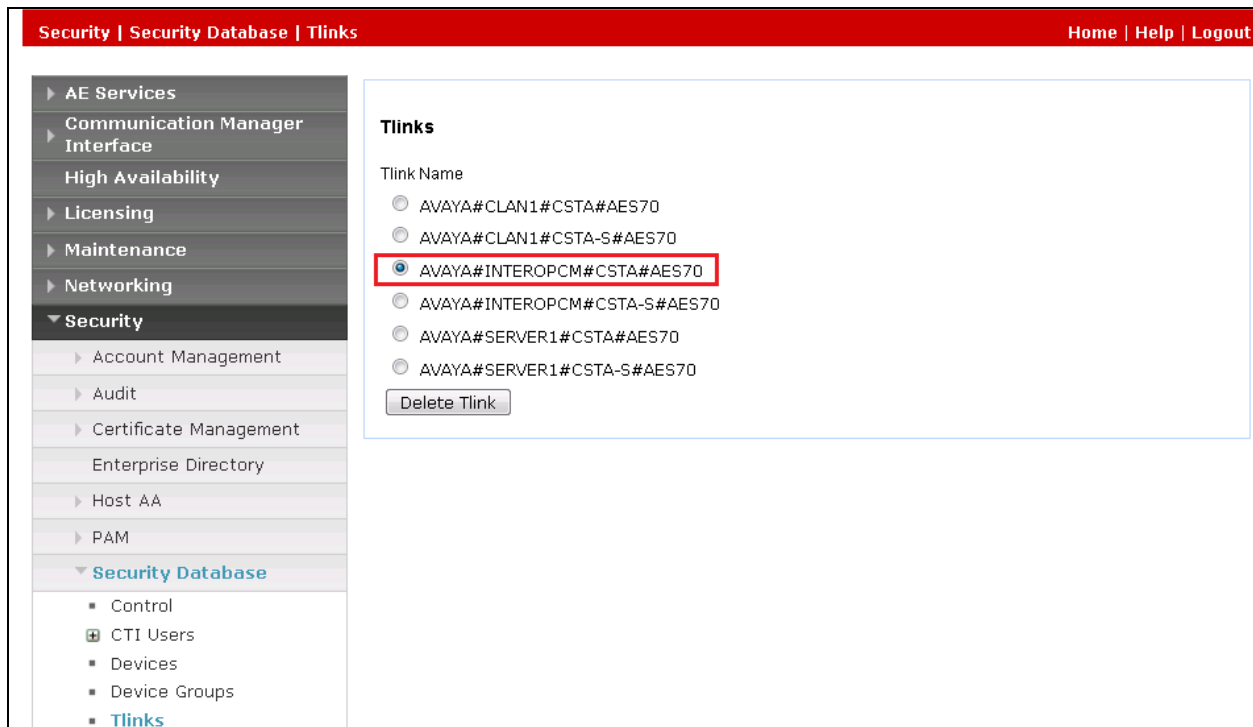 Security | Security Database | Tlinks
Home | Help | Logout
AE Services
Communication Manager
Interface
High Availability
Licensing
Maintenance
Networking
Security
Account Management
Audit
Certificate Management
Enterprise Directory
Host AA
PAM
Security Database
Control
CTI Users
Devices
Device Groups
Tlinks
Tlinks
Tlink Name
AVAYA#CLAN1#CSTA#AES70
AVAYA#CLAN1#CSTA-S#AES70
AVAYA#INTEROPCM#CSTA#AES70
AVAYA#INTEROPCM#CSTA-S#AES70
AVAYA#SERVER1#CSTA#AES70
AVAYA#SERVER1#CSTA-S#AES70
Delete Tlink